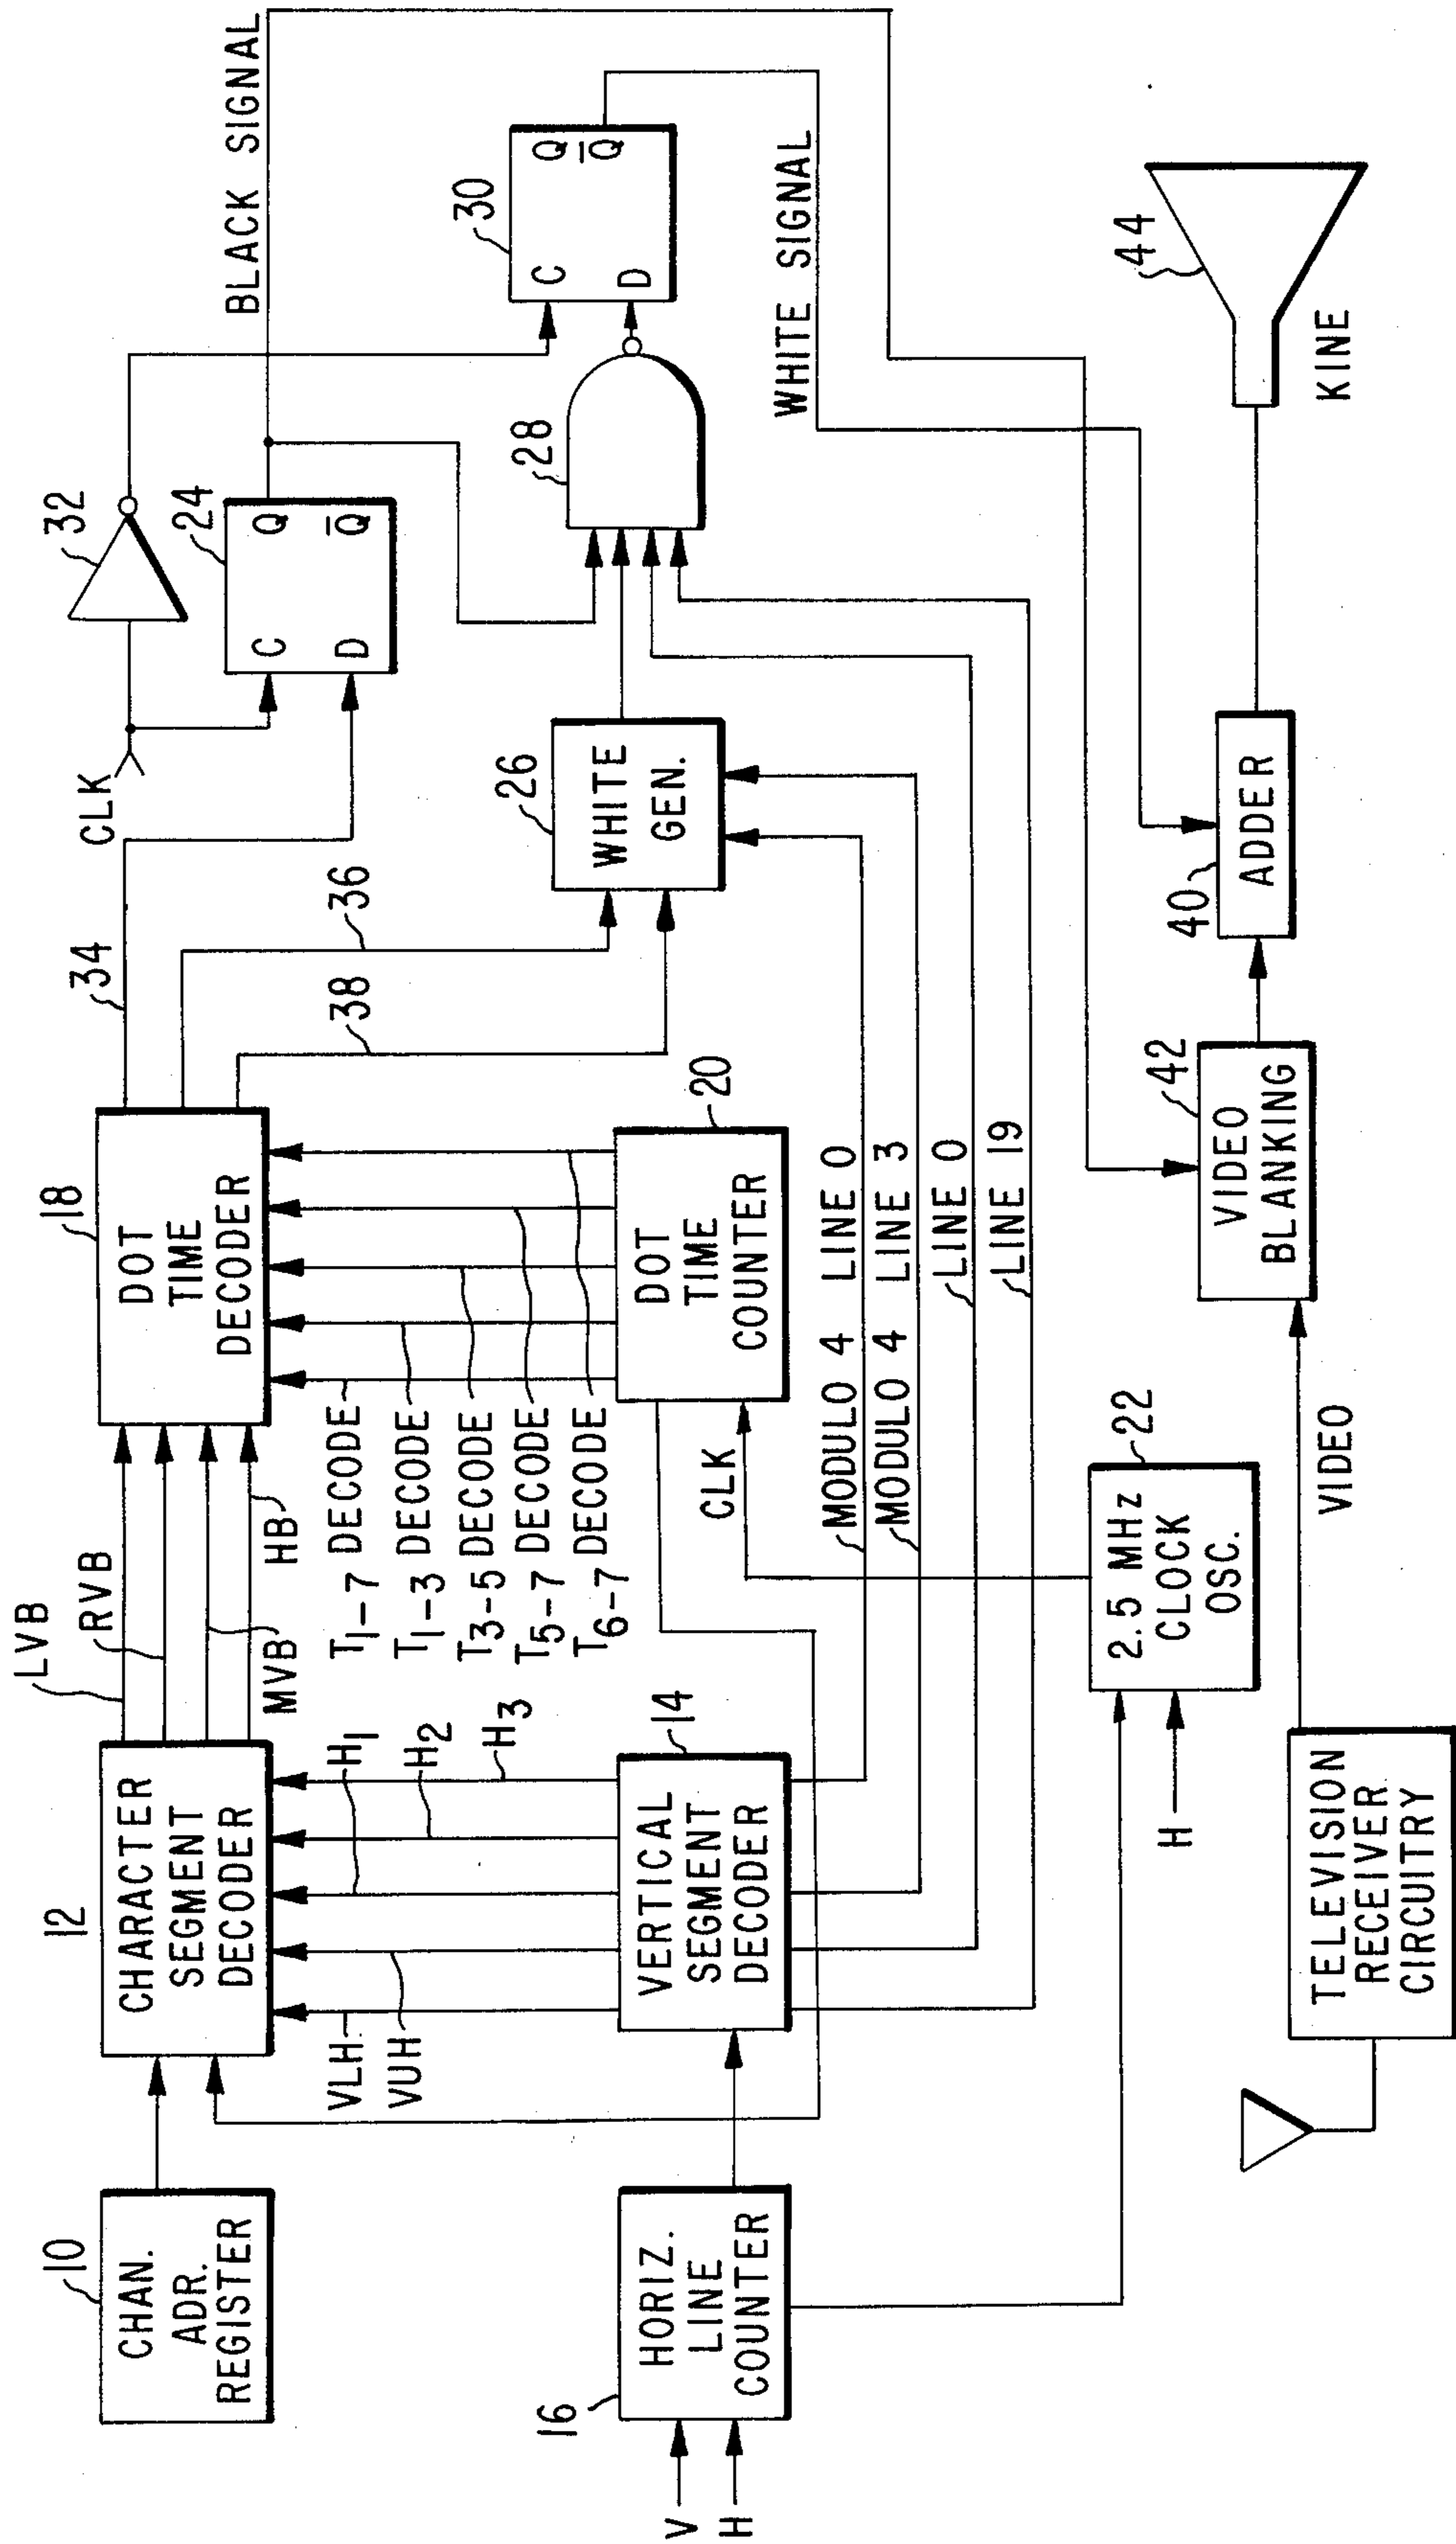 10
CHAN.
ADR.
REGISTER
12
CHARACTER
SEGMENT
DECODER
LVB
RVB
MVB
HB
18
DOT
TIME
DECODER
34
36
38
CLK
32
24
C
D
Q
Q̅
BLACK SIGNAL
VLH
VUH
H1
H2
H3
T1-7 DECODE
T1-3 DECODE
T3-5 DECODE
T5-7 DECODE
T6-7 DECODE
26
WHITE
GEN.
28
30
C
D
Q
Q̅
WHITE SIGNAL
V
H
16
HORIZ.
LINE
COUNTER
14
VERTICAL
SEGMENT
DECODER
20
DOT
TIME
COUNTER
CLK
MODULO 4 LINE 0
MODULO 4 LINE 3
LINE 0
LINE 19
H
22
2.5 MHz
CLOCK
OSC.
TELEVISION
RECEIVER
CIRCUITRY
VIDEO
42
VIDEO
BLANKING
40
ADDER
44
KINE